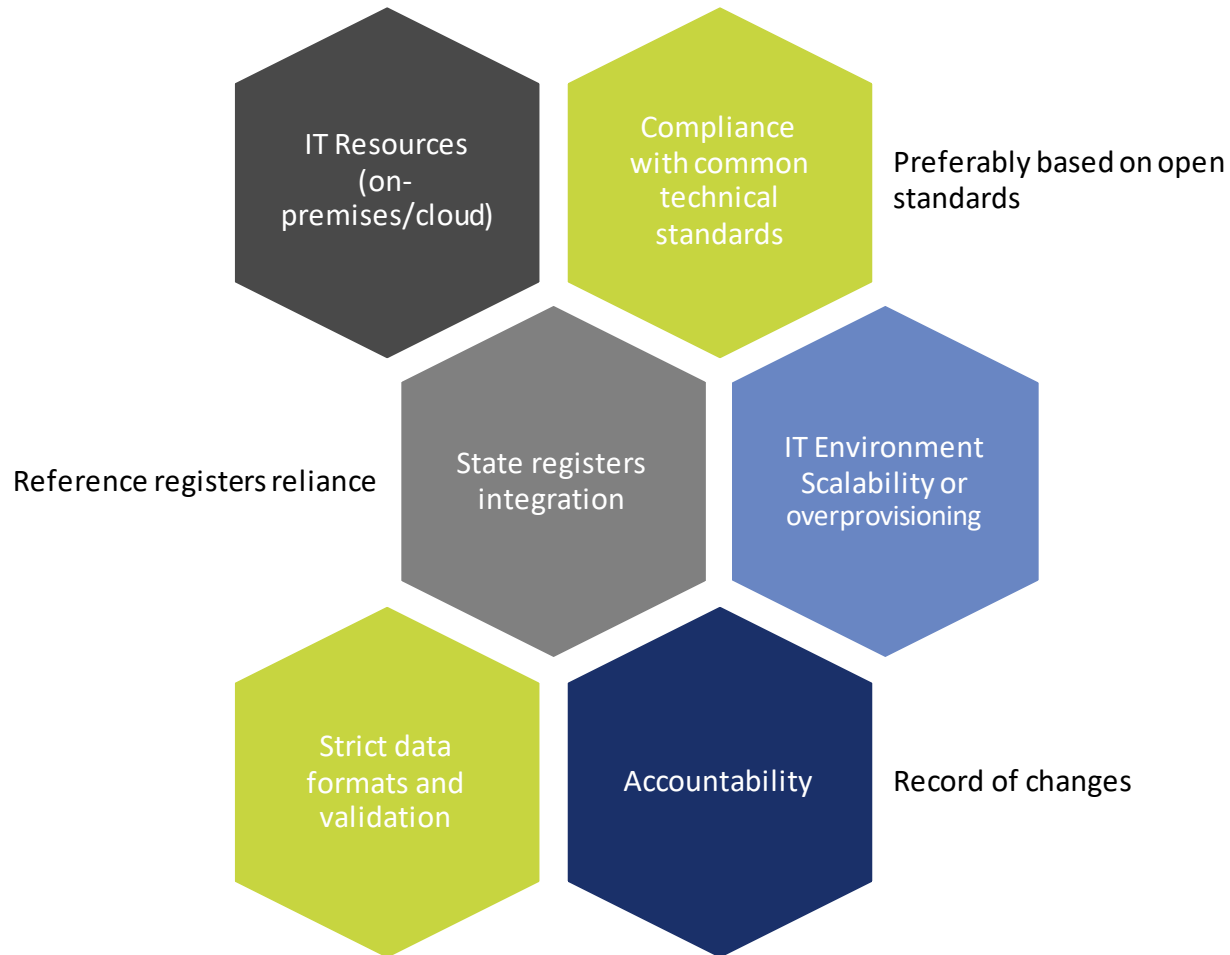 IT Resources
(on-
premises/cloud)
Compliance
with common
technical
standards
Preferably based on open
standards
Reference registers reliance
State registers
integration
IT Environment
Scalability or
overprovisioning
Strict data
formats and
validation
Accountability
Record of changes